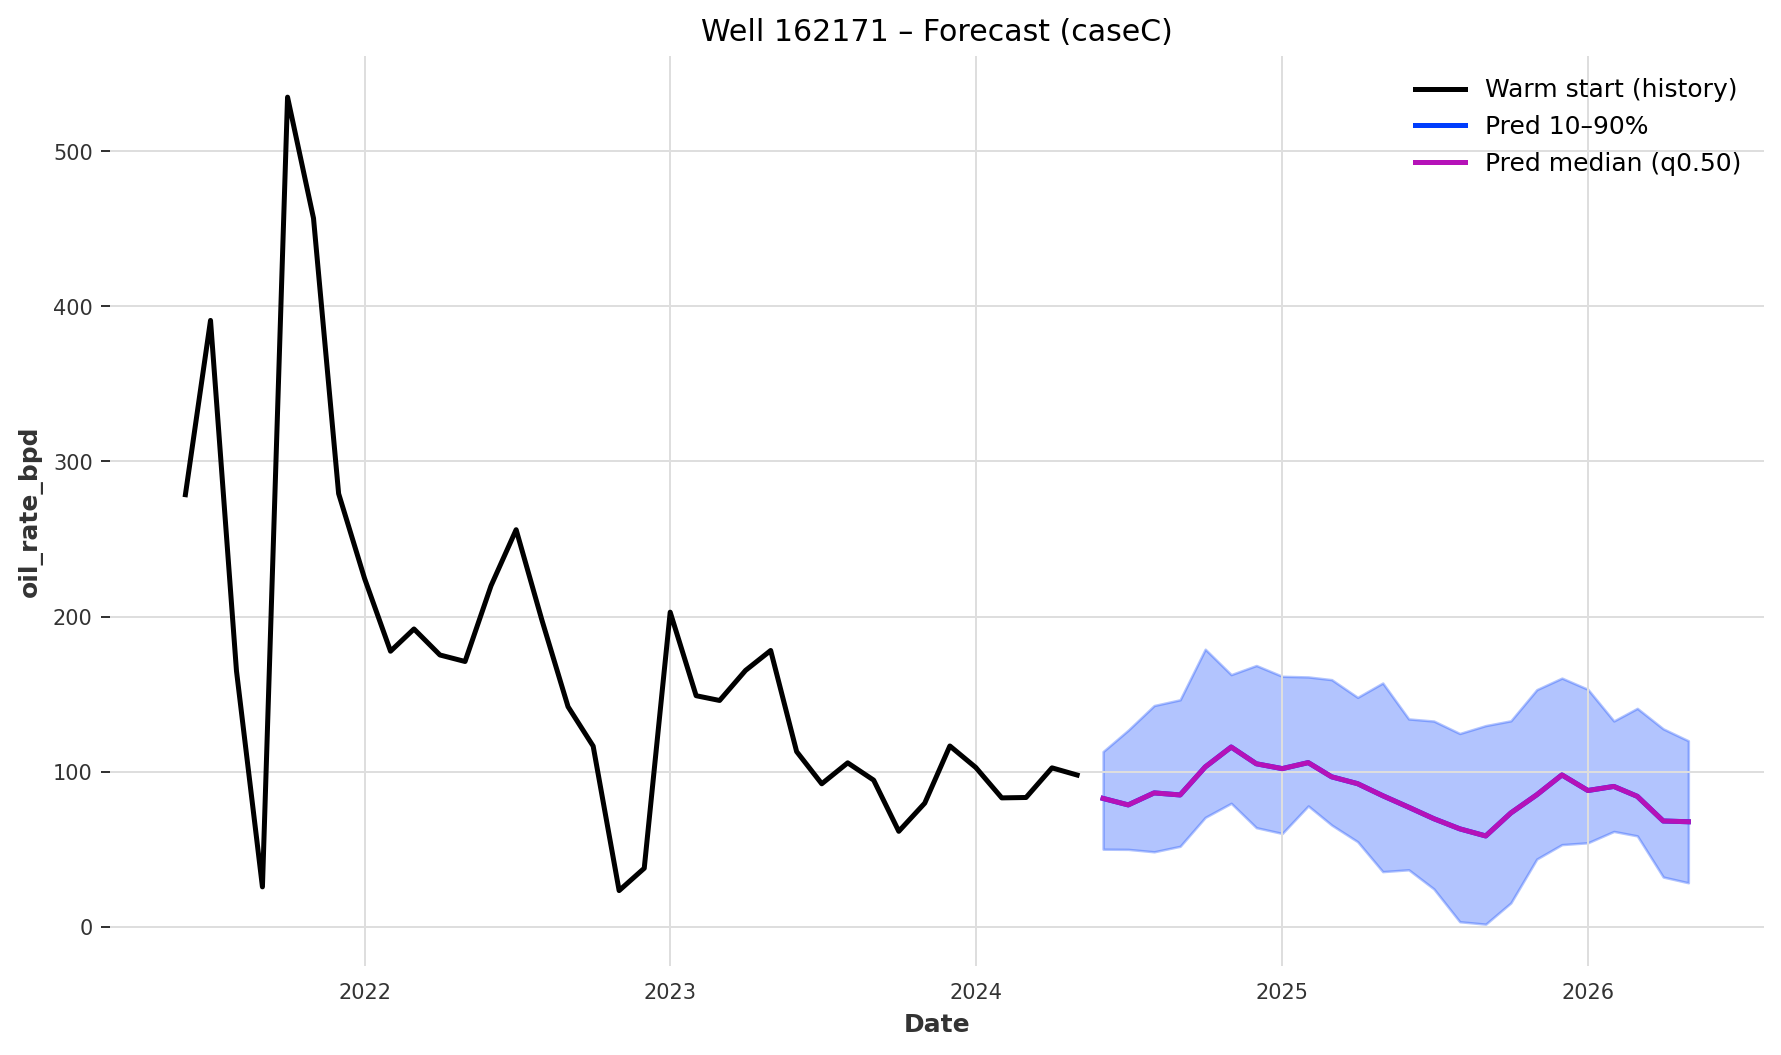 Well 162171 – Forecast (caseC)
Warm start (history)
Pred 10–90%
Pred median (q0.50)
oil_rate_bpd
500
400
300
200
100
0
2022
2023
2024
2025
2026
Date